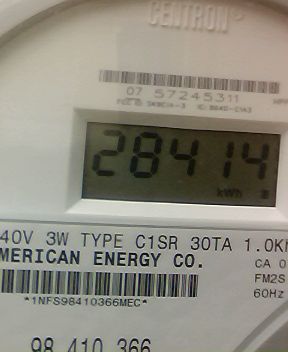 CENTRON
07 57245311
28414
kWh
40V 3W TYPE C1SR 30TA 1.0K
MERICAN ENERGY CO.
CA 0
FM2S
60Hz
*1NFS98410366MEC*
98 410 366